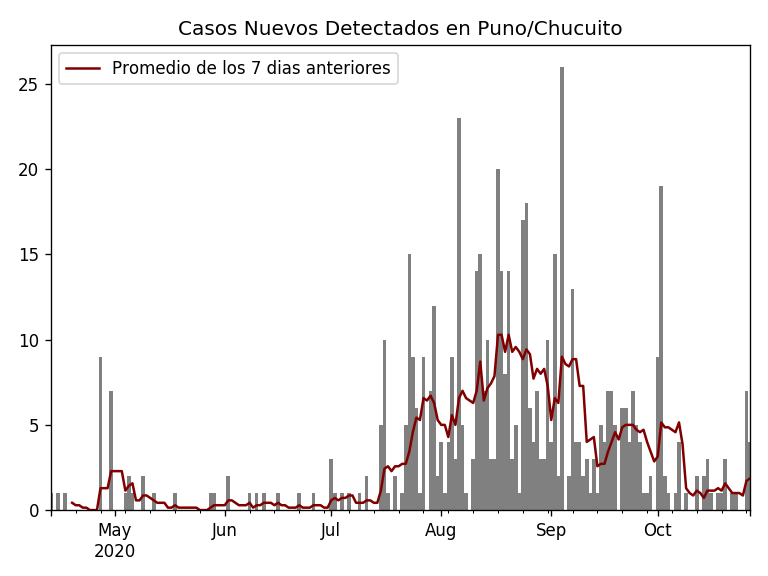 Casos Nuevos Detectados en Puno/Chucuito
Promedio de los 7 dias anteriores
25
20
15
10
5
0
May Jun Jul Aug Sep Oct
2020